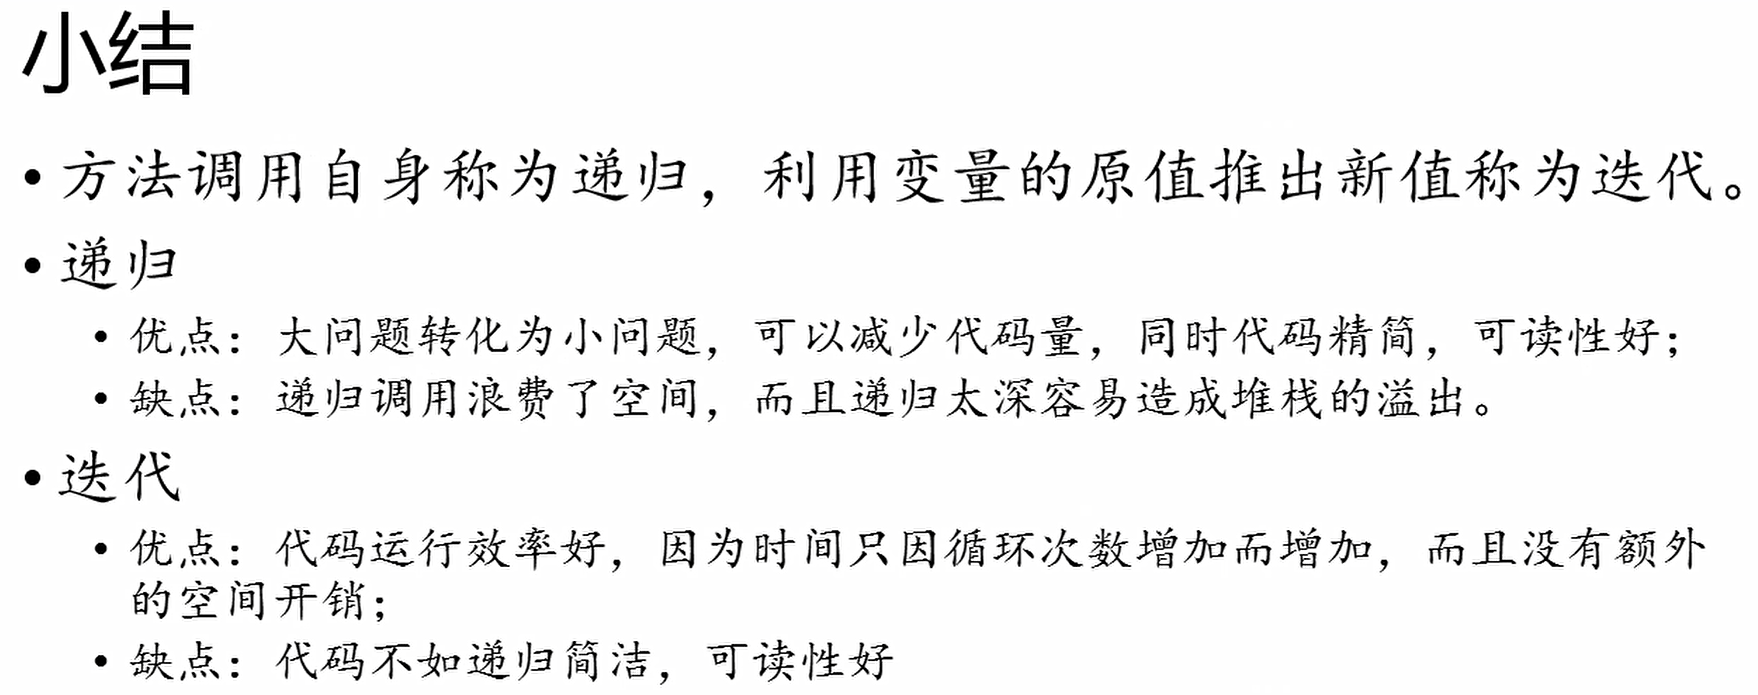 小结
• 方法调用自身称为递归，利用变量的原值推出新值称为迭代。
• 递归
• 优点：大问题转化为小问题，可以减少代码量，同时代码精简，可读性好；
• 缺点：递归调用浪费了空间，而且递归太深容易造成堆栈的溢出。
• 迭代
• 优点：代码运行效率好，因为时间只因循环次数增加而增加，而且没有额外
的空间开销；
• 缺点：代码不如递归简洁，可读性好